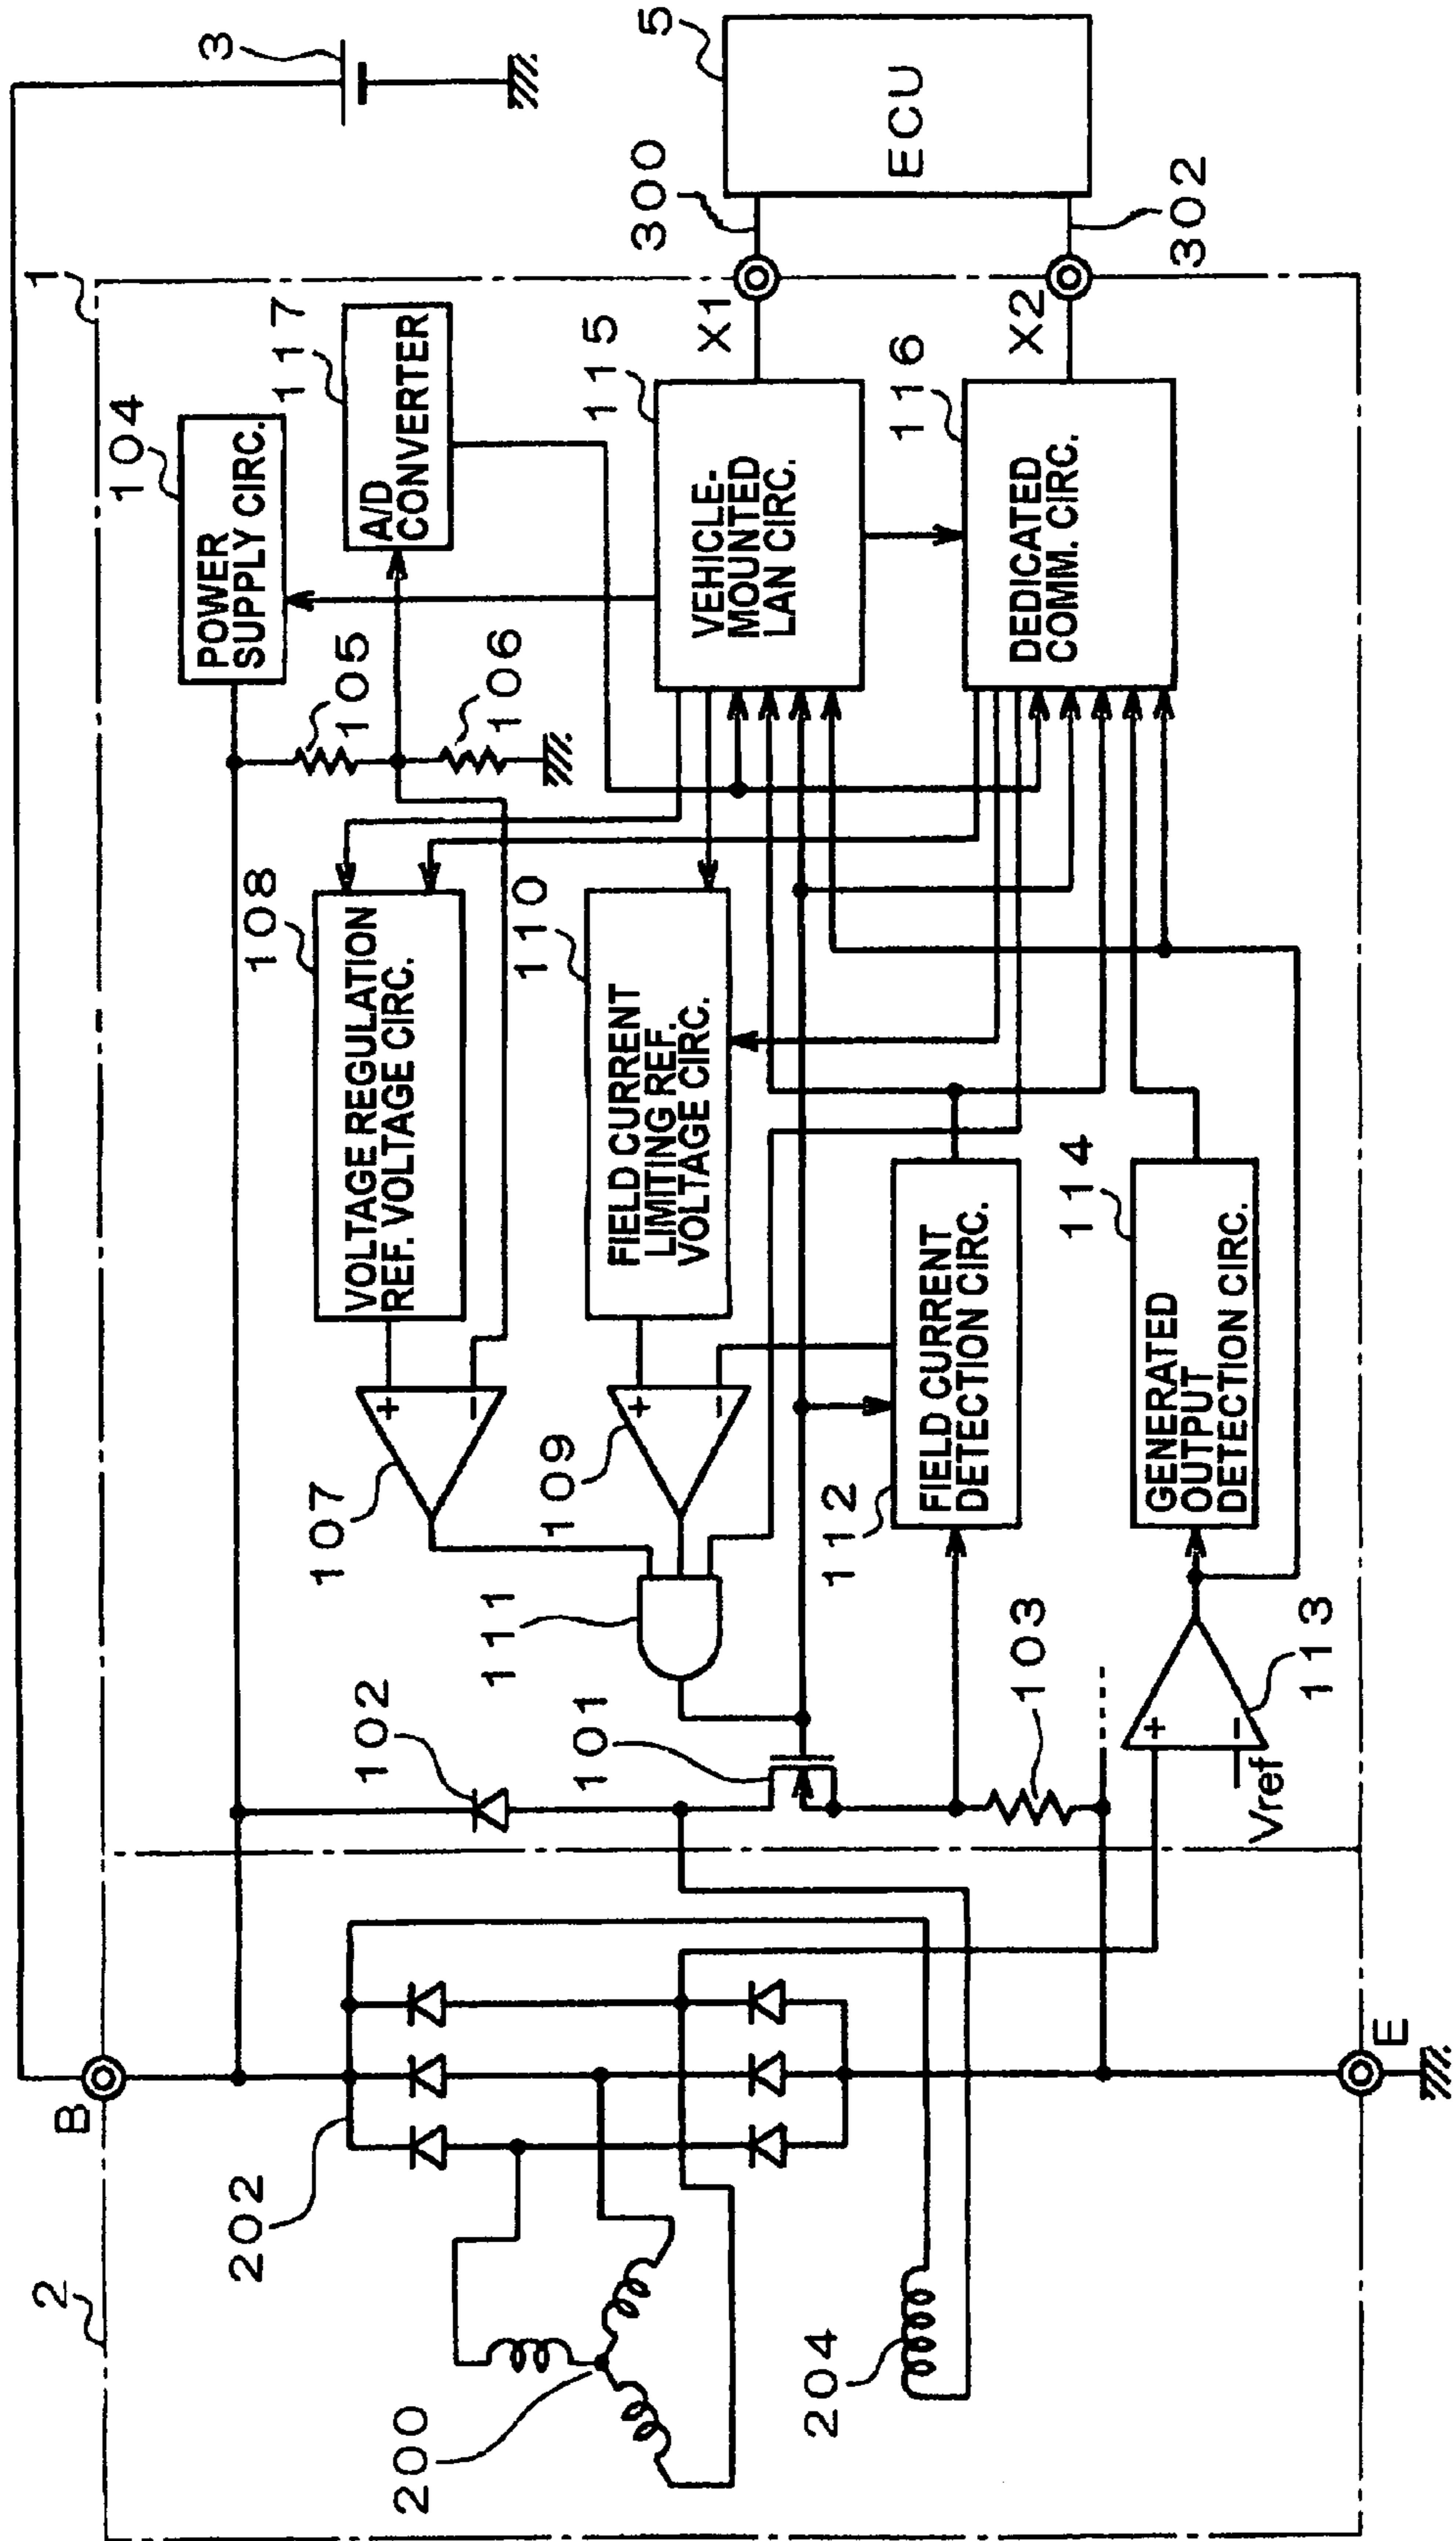 B
202
2
200
204
E
1
3
5
ECU
300
302
X1
X2
104
POWER
SUPPLY CIRC.
117
A/D
CONVERTER
105
106
115
VEHICLE-
MOUNTED
LAN CIRC.
116
DEDICATED
COMM. CIRC.
108
VOLTAGE REGULATION
REF. VOLTAGE CIRC.
110
FIELD CURRENT
LIMITING REF.
VOLTAGE CIRC.
107
+
−
109
+
−
111
112
FIELD CURRENT
DETECTION CIRC.
114
GENERATED
OUTPUT
DETECTION CIRC.
102
101
103
113
+
−
Vref